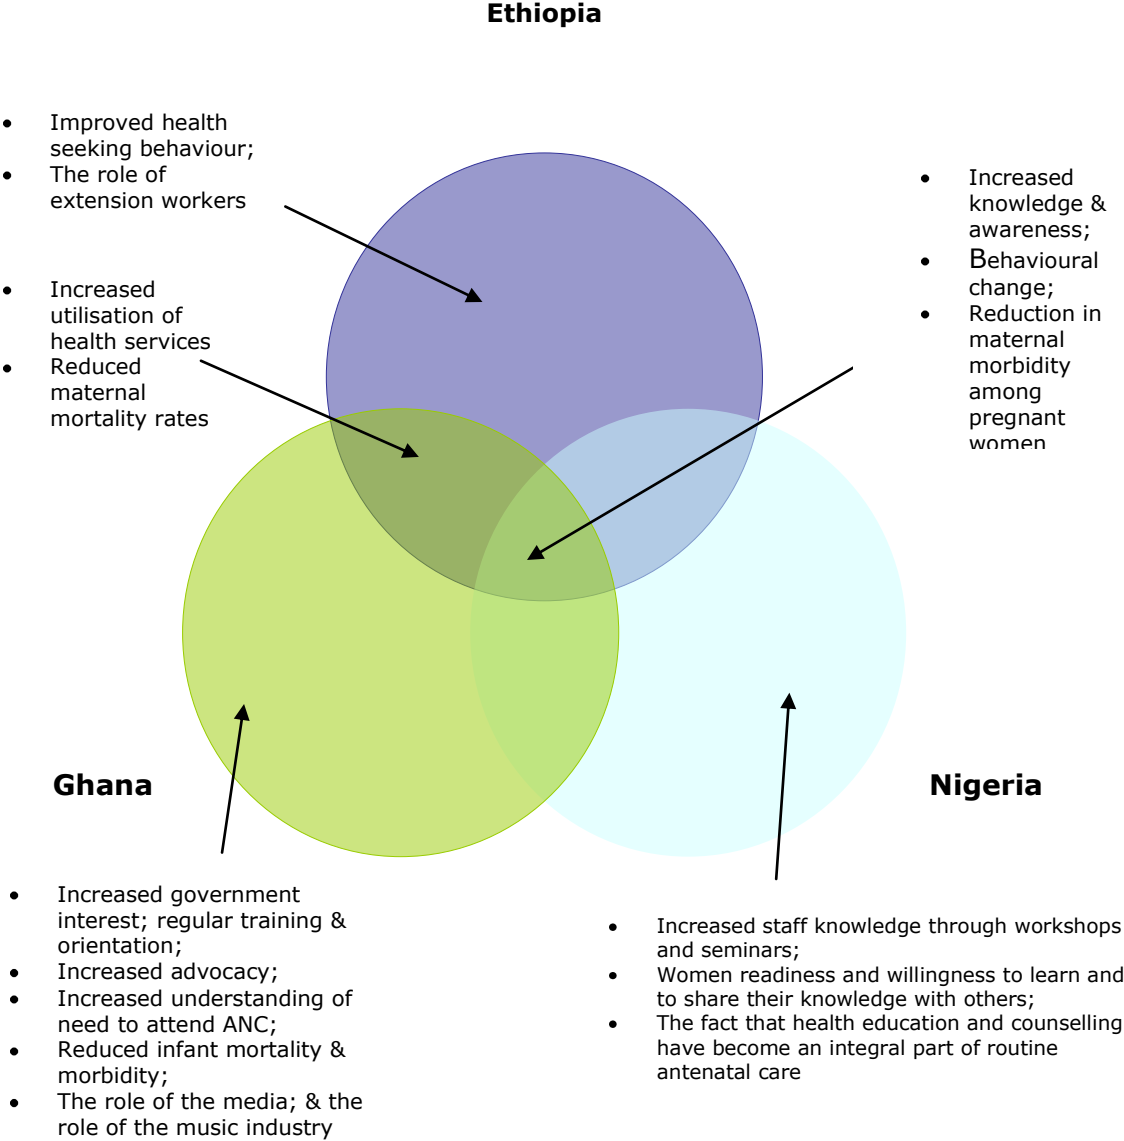 Ethiopia
• Improved health
seeking behaviour;
• The role of
extension workers
• Increased
utilisation of
health services
• Reduced
maternal
mortality rates
• Increased
knowledge &
awareness;
• Behavioural
change;
• Reduction in
maternal
morbidity
among
pregnant
women
Ghana
Nigeria
• Increased government
interest; regular training &
orientation;
• Increased advocacy;
• Increased understanding of
need to attend ANC;
• Reduced infant mortality &
morbidity;
• The role of the media; & the
role of the music industry
• Increased staff knowledge through workshops
and seminars;
• Women readiness and willingness to learn and
to share their knowledge with others;
• The fact that health education and counselling
have become an integral part of routine
antenatal care